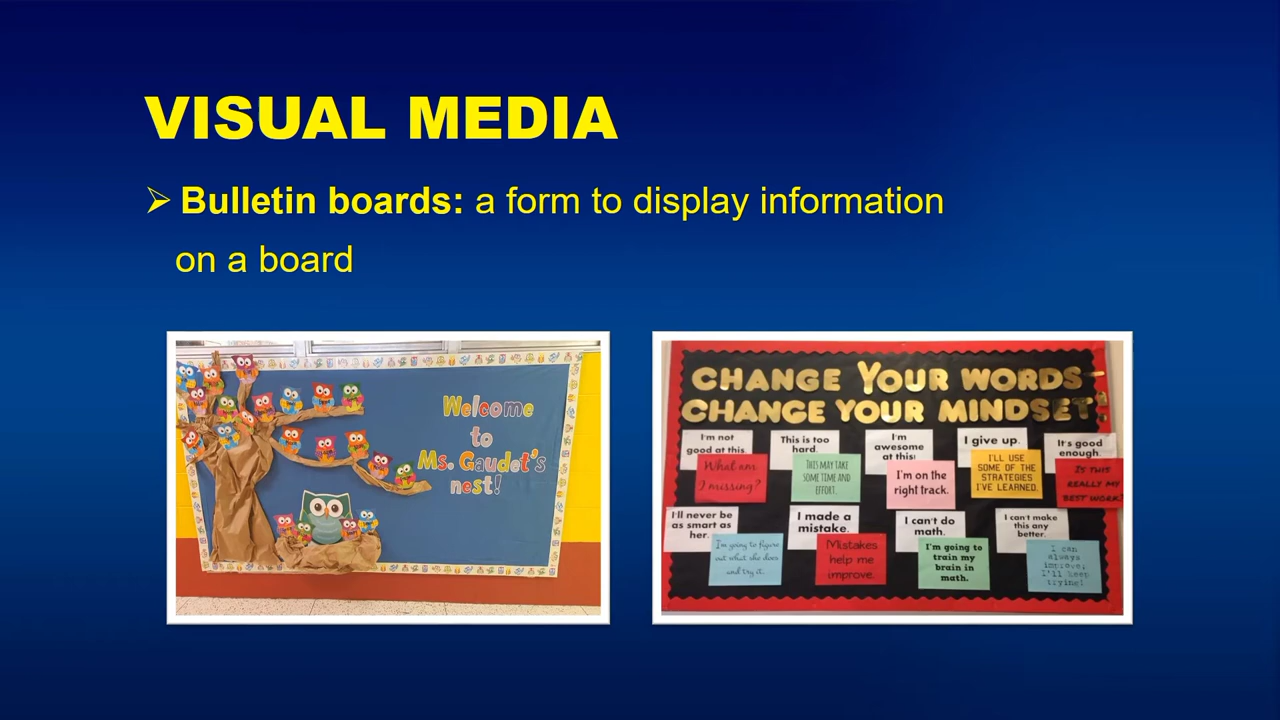 VISUAL MEDIA
Bulletin boards: a form to display information
on a board
Welcome
to
Ms. Gaudet's
nest!
CHANGE YOUR WORDS -
CHANGE YOUR MINDSET!
I'm not
good at this.
What am
I missing?
This is too
hard.
THIS MAY TAKE
SOME TIME AND
EFFORT.
I'm
awesome
at this!
I'm on the
right track.
I give up.
I'LL USE
SOME OF THE
STRATEGIES
I'VE LEARNED.
It's good
enough.
IS THIS
REALLY MY
BEST WORK?
I'll never be
as smart as
her.
I'm going to figure
out what she does
and try it.
I made a
mistake.
Mistakes
help me
improve.
I can't do
math.
I'm going to
train my
brain in
math.
I can't make
this any
better.
I can
always
improve;
I'll keep
trying!